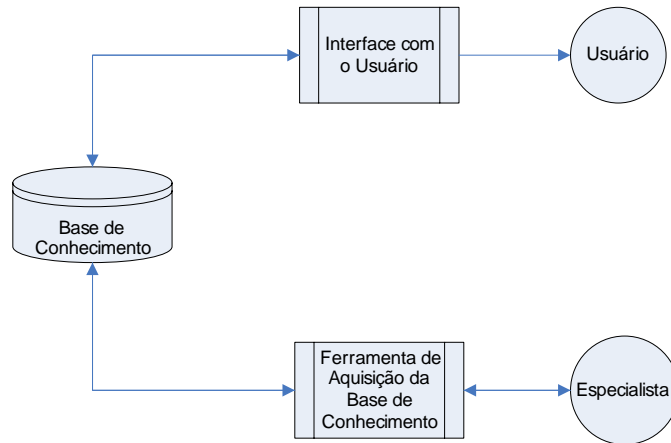 Interface com
o Usuário
Usuário
Base de
Conhecimento
Ferramenta de
Aquisição da
Base de
Conhecimento
Especialista